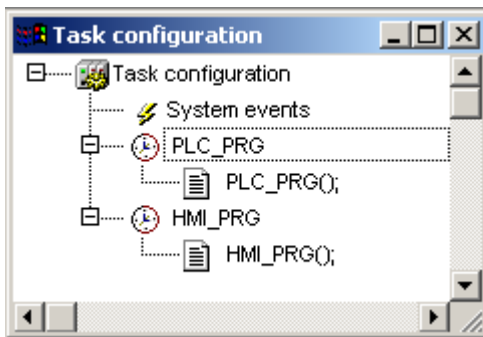 Task configuration
Task configuration
System events
PLC_PRG
PLC_PRG();
HMI_PRG
HMI_PRG();